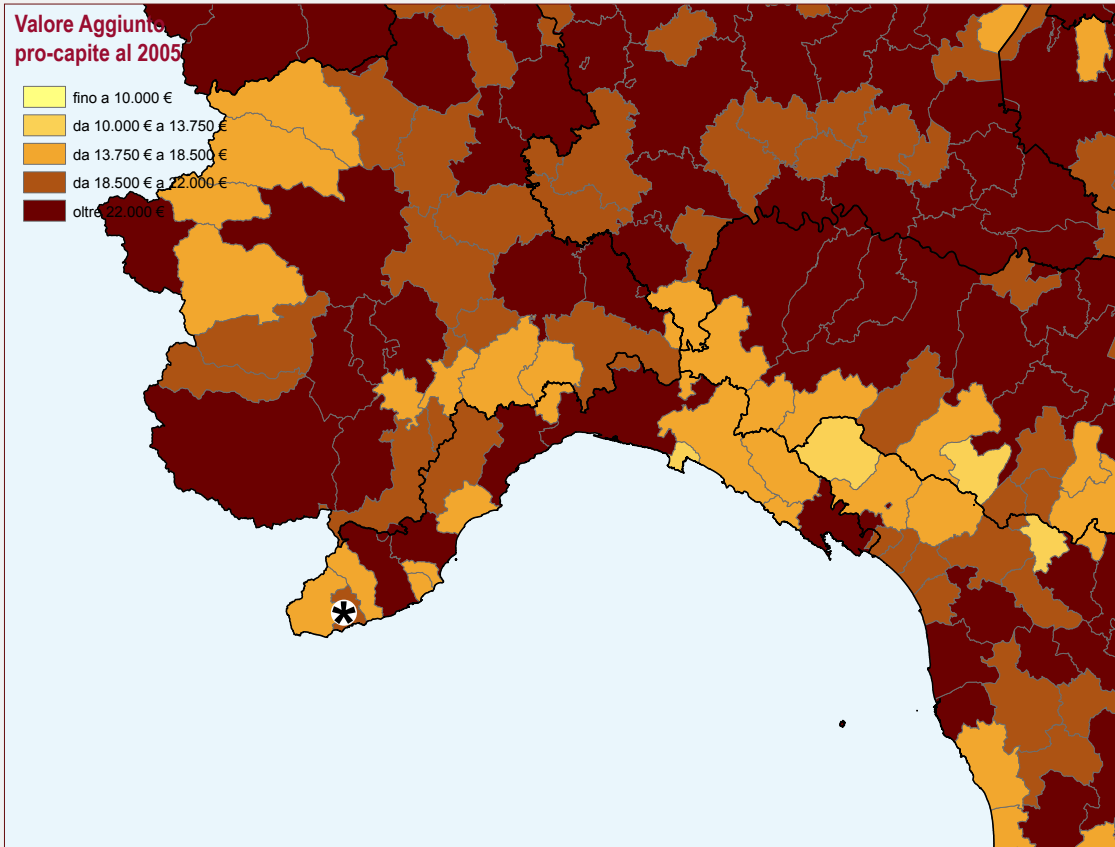 Valore Aggiunto
pro-capite al 2005
fino a 10.000 €
da 10.000 € a 13.750 €
da 13.750 € a 18.500 €
da 18.500 € a 22.000 €
oltre 22.000 €
*